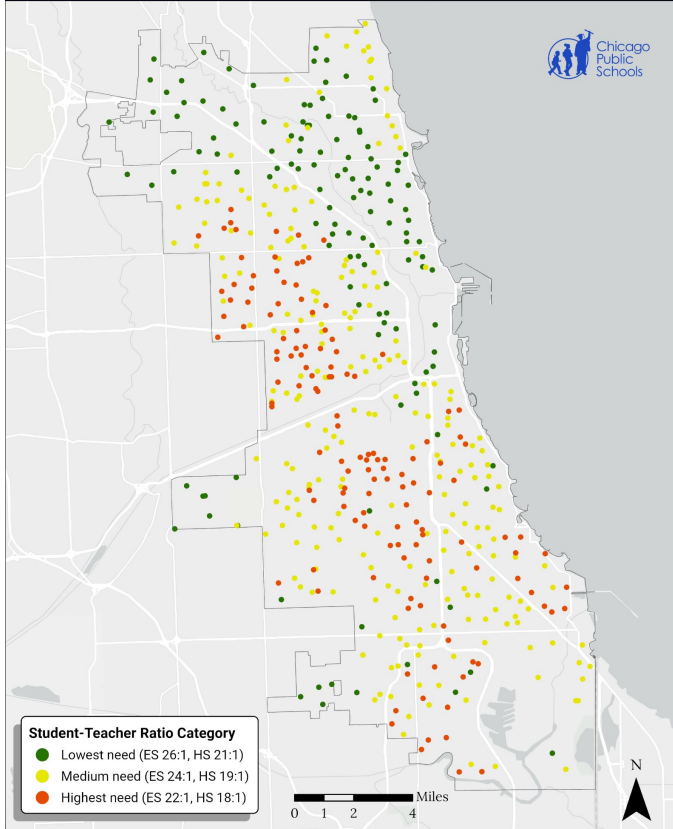 Chicago
Public
Schools
Student-Teacher Ratio Category
Lowest need (ES 26:1, HS 21:1)
Medium need (ES 24:1, HS 19:1)
Highest need (ES 22:1, HS 18:1)
Miles
0 1 2 4
N